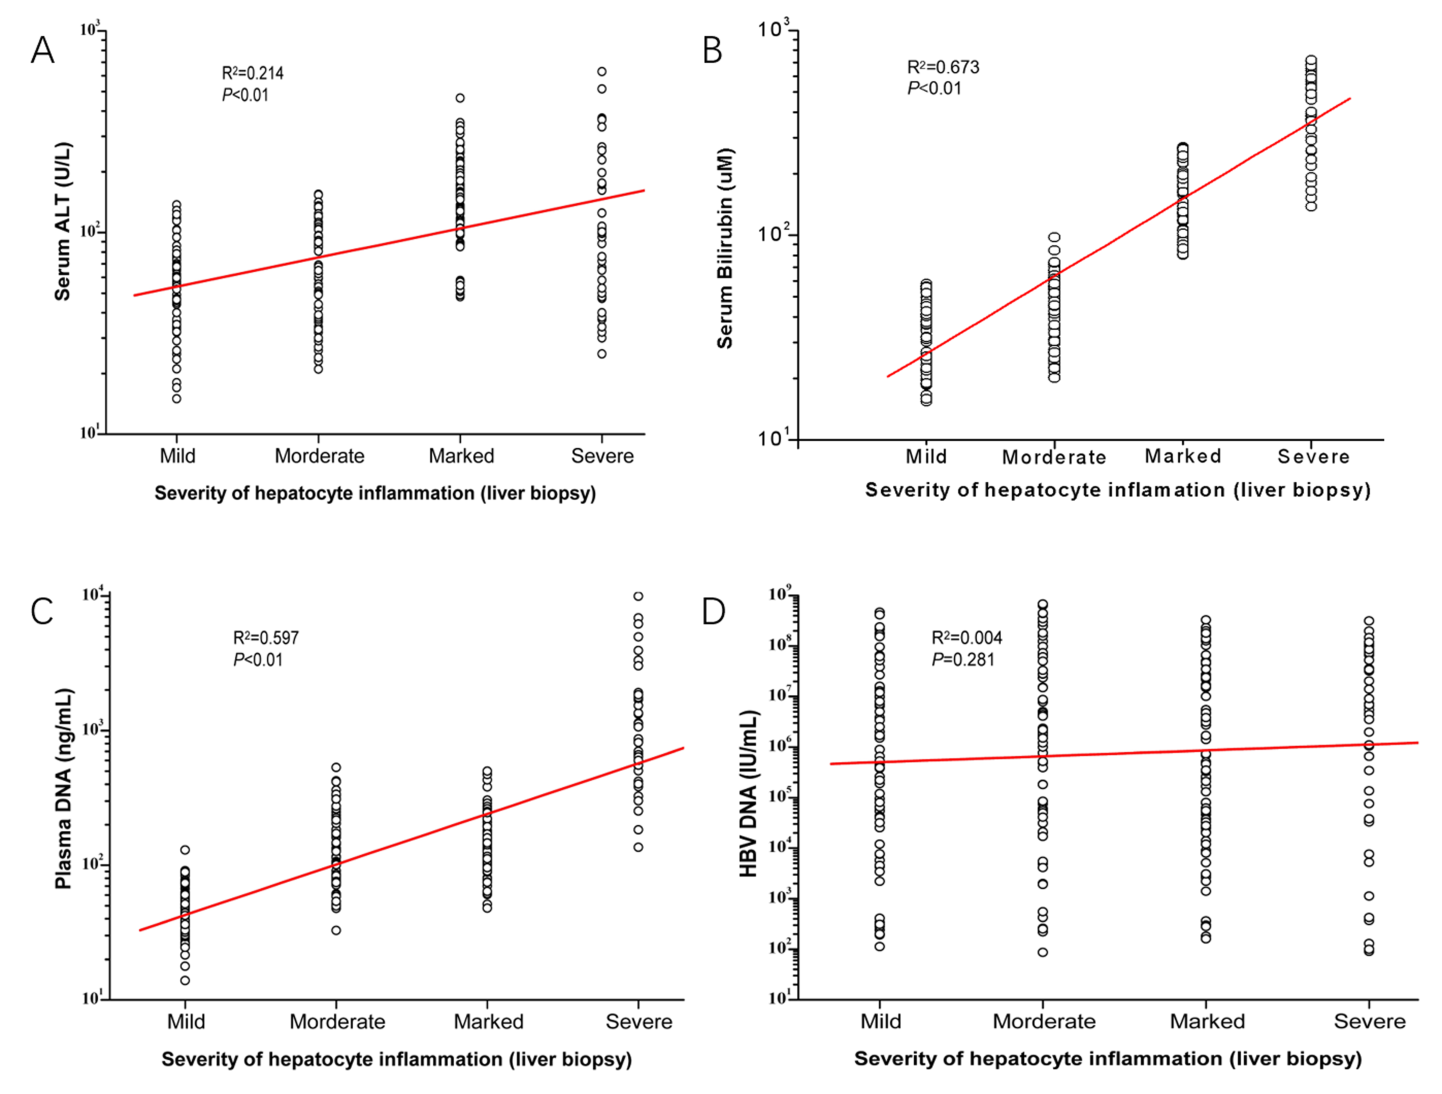 A
10³
R²=0.214
P<0.01
Serum ALT (U/L)
10²
10¹
Mild Morderate Marked Severe
Severity of hepatocyte inflammation (liver biopsy)
B
10³
R²=0.673
P<0.01
Serum Bilirubin (uM)
10²
10¹
Mild Morderate Marked Severe
Severity of hepatocyte inflamation (liver biopsy)
C
10⁴
R²=0.597
P<0.01
Plasma DNA (ng/mL)
10³
10²
10¹
Mild Morderate Marked Severe
Severity of hepatocyte inflammation (liver biopsy)
D
10⁹
R²=0.004
P=0.281
10⁸
10⁷
HBV DNA (IU/mL)
10⁶
10⁵
10⁴
10³
10²
10¹
Mild Morderate Marked Severe
Severity of hepatocyte inflammation (liver biopsy)